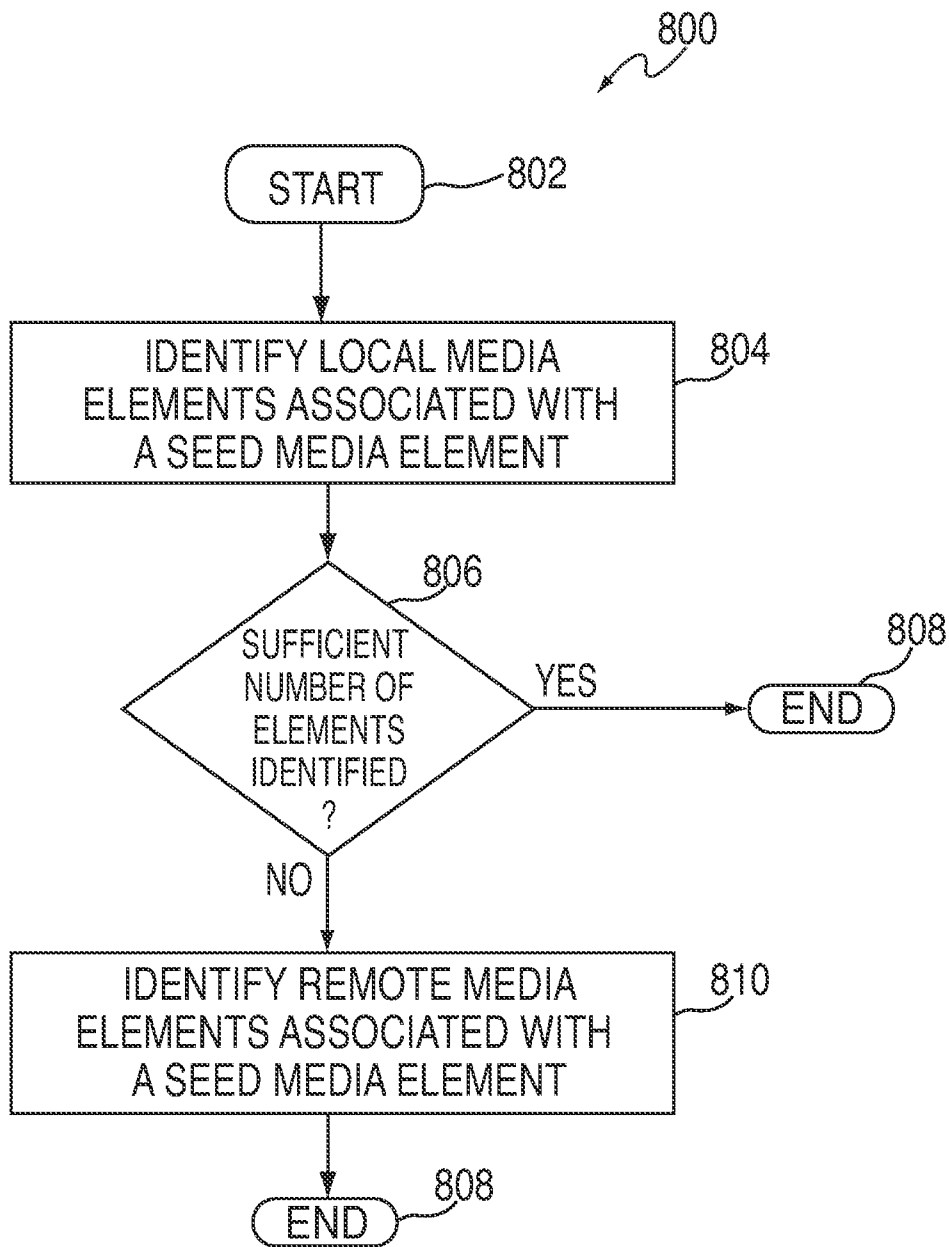 800
START
802
IDENTIFY LOCAL MEDIA
ELEMENTS ASSOCIATED WITH
A SEED MEDIA ELEMENT
804
806
SUFFICIENT
NUMBER OF
ELEMENTS
IDENTIFIED
?
YES
808
END
NO
IDENTIFY REMOTE MEDIA
ELEMENTS ASSOCIATED WITH
A SEED MEDIA ELEMENT
810
END
808